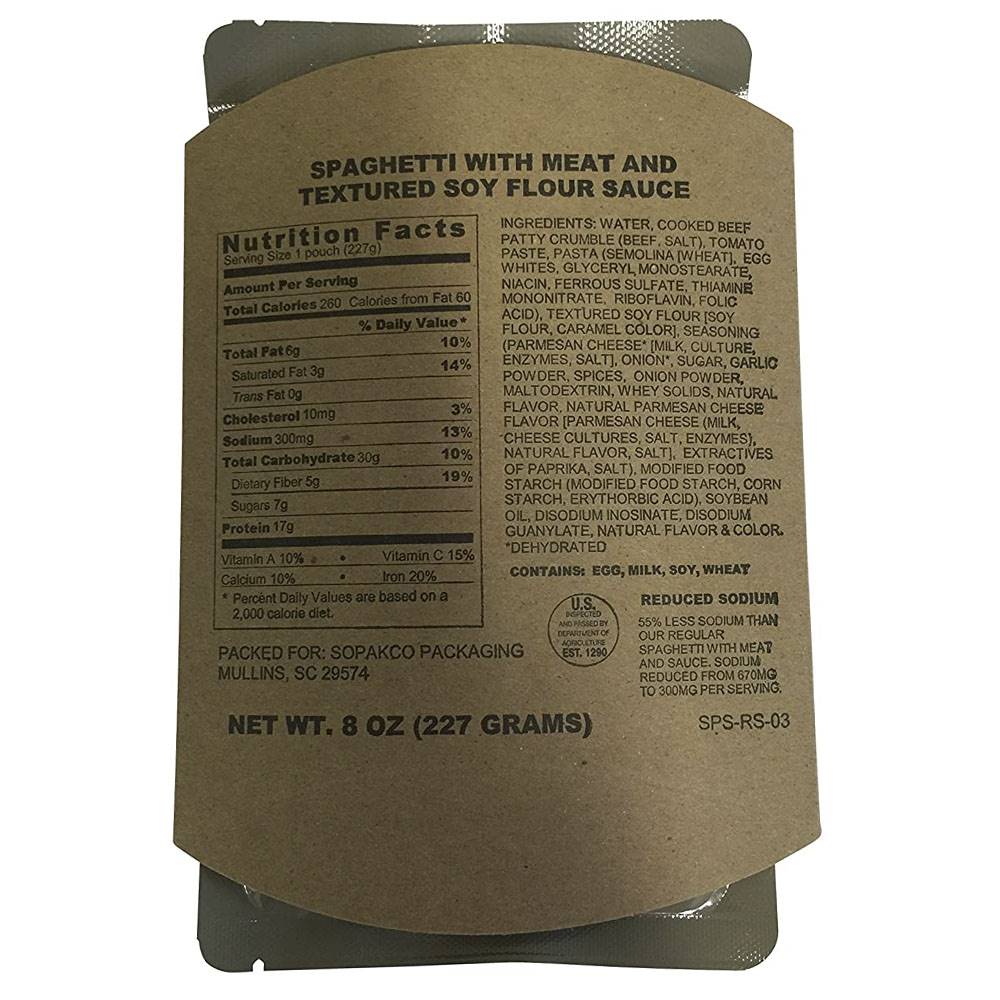 SPAGHETTI WITH MEAT AND
TEXTURED SOY FLOUR SAUCE
Nutrition Facts
Serving Size 1 pouch (227g)
Amount Per Serving
Total Calories 260 Calories from Fat 60
% Daily Value*
Total Fat 6g 10%
Saturated Fat 3g 14%
Trans Fat 0g
Cholesterol 10mg 3%
Sodium 300mg 13%
Total Carbohydrate 30g 10%
Dietary Fiber 5g 19%
Sugars 7g
Protein 17g
Vitamin A 10% • Vitamin C 15%
Calcium 10% • Iron 20%
* Percent Daily Values are based on a
2,000 calorie diet.
INGREDIENTS: WATER, COOKED BEEF
PATTY CRUMBLE (BEEF, SALT), TOMATO
PASTE, PASTA (SEMOLINA [WHEAT], EGG
WHITES, GLYCERYL MONOSTEARATE,
NIACIN, FERROUS SULFATE, THIAMINE
MONONITRATE, RIBOFLAVIN, FOLIC
ACID), TEXTURED SOY FLOUR [SOY
FLOUR, CARAMEL COLOR], SEASONING
(PARMESAN CHEESE* [MILK, CULTURE,
ENZYMES, SALT], ONION*, SUGAR, GARLIC
POWDER, SPICES, ONION POWDER,
MALTODEXTRIN, WHEY SOLIDS, NATURAL
FLAVOR, NATURAL PARMESAN CHEESE
FLAVOR [PARMESAN CHEESE (MILK,
CHEESE CULTURES, SALT, ENZYMES),
NATURAL FLAVOR, SALT], EXTRACTIVES
OF PAPRIKA, SALT), MODIFIED FOOD
STARCH (MODIFIED FOOD STARCH, CORN
STARCH, ERYTHORBIC ACID), SOYBEAN
OIL, DISODIUM INOSINATE, DISODIUM
GUANYLATE, NATURAL FLAVOR & COLOR.
*DEHYDRATED
CONTAINS: EGG, MILK, SOY, WHEAT
U.S.
INSPECTED
AND PASSED BY
DEPARTMENT OF
AGRICULTURE
EST. 1290
REDUCED SODIUM
55% LESS SODIUM THAN
OUR REGULAR
SPAGHETTI WITH MEAT
AND SAUCE. SODIUM
REDUCED FROM 670MG
TO 300MG PER SERVING.
PACKED FOR: SOPAKCO PACKAGING
MULLINS, SC 29574
NET WT. 8 OZ (227 GRAMS)
SPS-RS-03